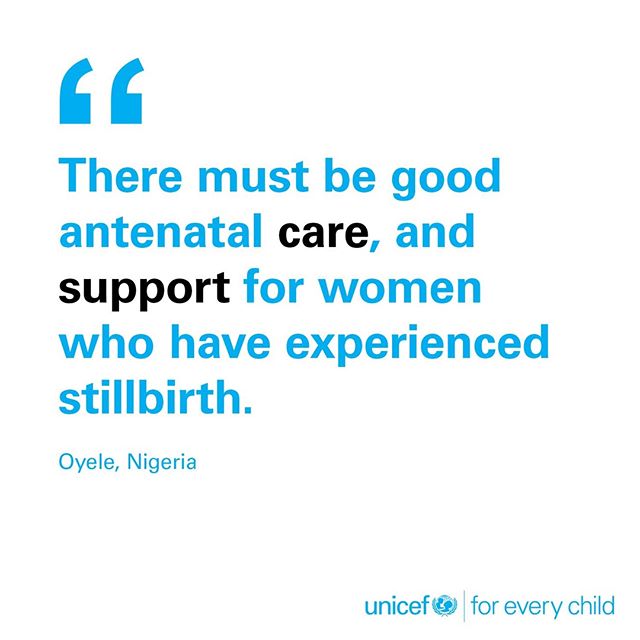 “
There must be good
antenatal care, and
support for women
who have experienced
stillbirth.
Oyele, Nigeria
unicef for every child